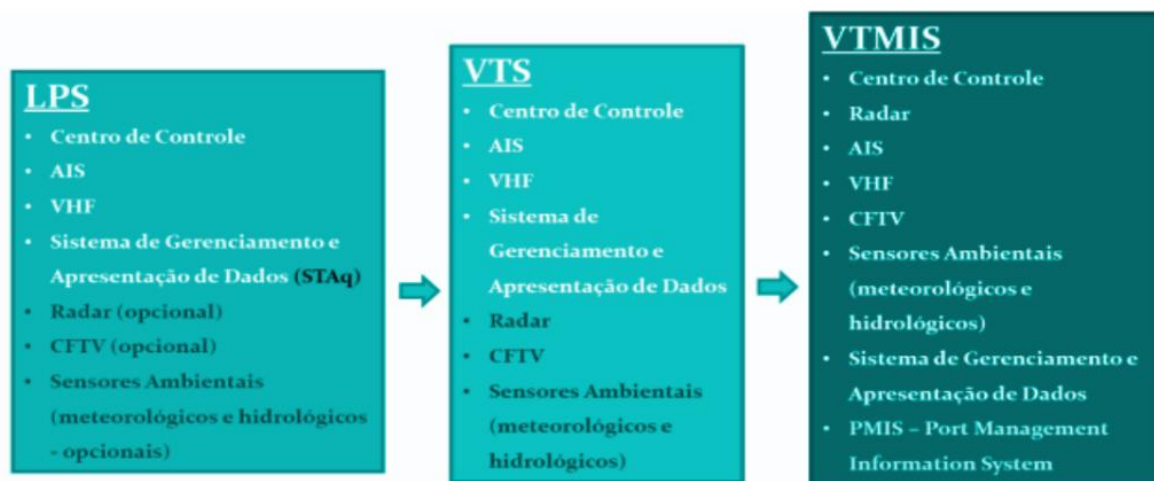 LPS
• Centro de Controle
• AIS
• VHF
• Sistema de Gerenciamento e
Apresentação de Dados (STAq)
• Radar (opcional)
• CFTV (opcional)
• Sensores Ambientais
(meteorológicos e hidrológicos
- opcionais)
VTS
• Centro de Controle
• AIS
• VHF
• Sistema de
Gerenciamento e
Apresentação de Dados
• Radar
• CFTV
• Sensores Ambientais
(meteorológicos e
hidrológicos)
VTMIS
• Centro de Controle
• Radar
• AIS
• VHF
• CFTV
• Sensores Ambientais
(meteorológicos e
hidrológicos)
• Sistema de Gerenciamento e
Apresentação de Dados
• PMIS – Port Management
Information System